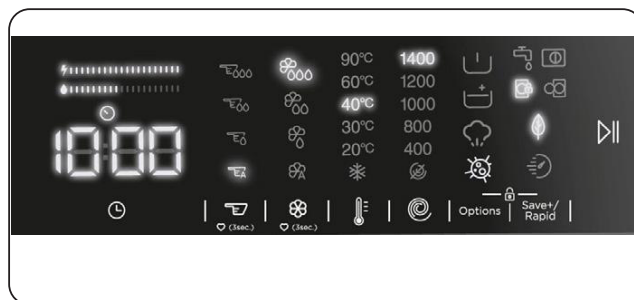 90°C 1400
60°C 1200
40°C 1000
30°C 800
20°C 400
A A
10:00
(3sec.) (3sec.) Options Save+/
Rapid